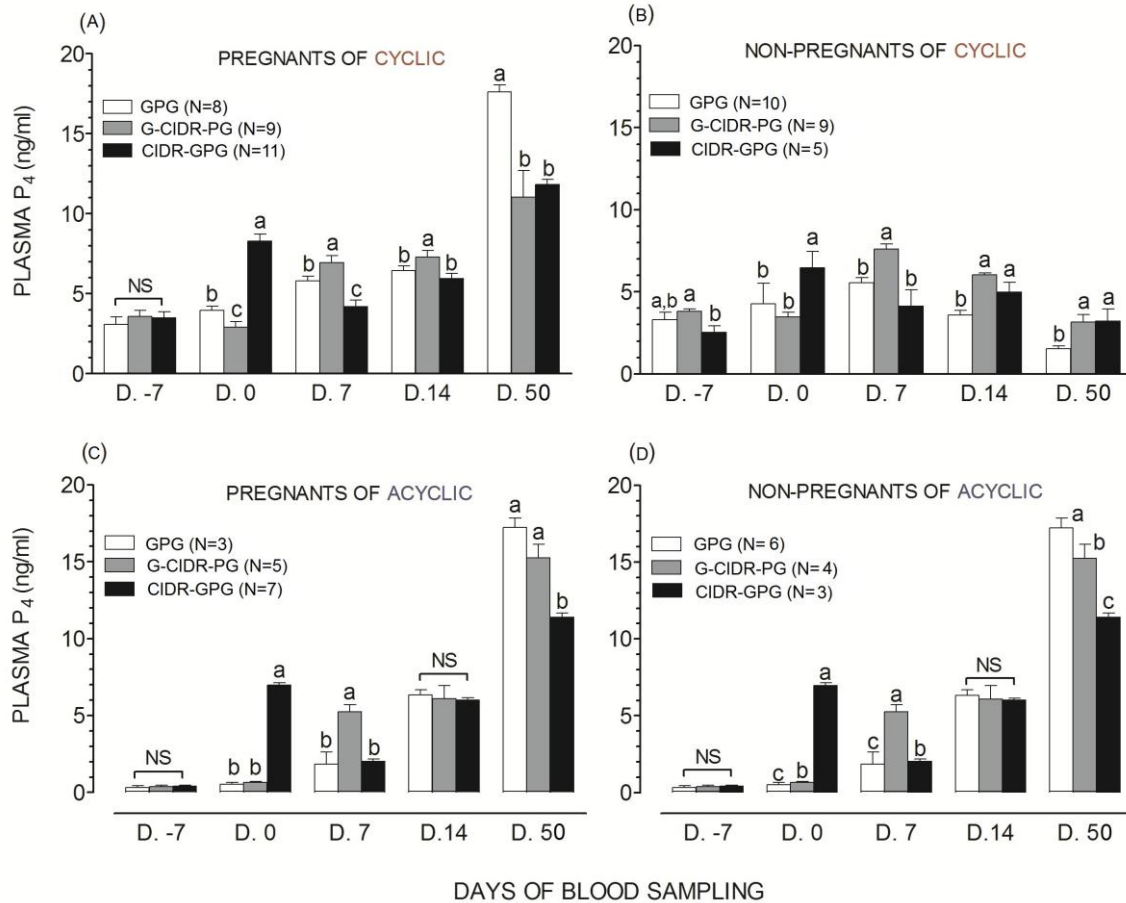 (A)
PREGNANTS OF CYCLIC
GPG (N=8)
G-CIDR-PG (N=9)
CIDR-GPG (N=11)
PLASMA P4 (ng/ml)
20
15
10
5
0
NS
b c a
b a c
b a b
a b b
D. -7 D. 0 D. 7 D.14 D. 50
(B)
NON-PREGNANTS OF CYCLIC
GPG (N=10)
G-CIDR-PG (N=9)
CIDR-GPG (N=5)
20
15
10
5
0
a,b a b
b b a
b a b
b a a
b a a
D. -7 D. 0 D. 7 D.14 D. 50
(C)
PREGNANTS OF ACYCLIC
GPG (N=3)
G-CIDR-PG (N=5)
CIDR-GPG (N=7)
PLASMA P4 (ng/ml)
20
15
10
5
0
NS
b b a
b a b
NS
a a b
D. -7 D. 0 D. 7 D.14 D. 50
(D)
NON-PREGNANTS OF ACYCLIC
GPG (N= 6)
G-CIDR-PG (N= 4)
CIDR-GPG (N= 3)
20
15
10
5
0
NS
c b a
c a b
NS
a b c
D. -7 D. 0 D. 7 D.14 D. 50
DAYS OF BLOOD SAMPLING